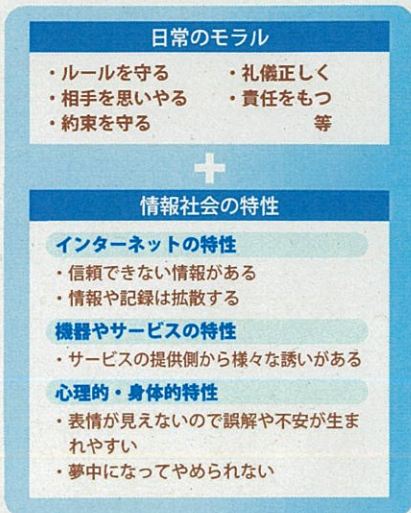 日常のモラル
・ルールを守る ・礼儀正しく
・相手を思いやる ・責任をもつ
・約束を守る 等
+
情報社会の特性
インターネットの特性
・信頼できない情報がある
・情報や記録は拡散する
機器やサービスの特性
・サービスの提供側から様々な誘いがある
心理的・身体的特性
・表情が見えないので誤解や不安が生ま
れやすい
・夢中になってやめられない